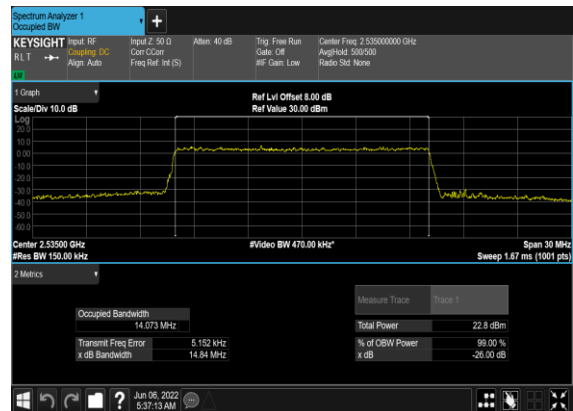 Spectrum Analyzer 1
Occupied BW
+
KEYSIGHT Input: RF Input Z: 50 Ω Atten: 40 dB Trig: Free Run Center Freq: 2.535000000 GHz
RLT Coupling: DC Corr CCorr Gate: Off Avg|Hold: 500/500
Align: Auto Freq Ref: Int (S) #IF Gain: Low Radio Std: None
1 Graph
Ref Lvl Offset 8.00 dB
Scale/Div 10.0 dB Ref Value 30.00 dBm
Log
20.0
10.0
0.00
-10.0
-20.0
-30.0
-40.0
-50.0
-60.0
Center 2.53500 GHz #Video BW 470.00 kHz* Span 30 MHz
#Res BW 150.00 kHz Sweep 1.67 ms (1001 pts)
2 Metrics
Measure Trace Trace 1
Occupied Bandwidth
14.073 MHz Total Power 22.8 dBm
Transmit Freq Error 5.152 kHz % of OBW Power 99.00 %
x dB Bandwidth 14.84 MHz x dB -26.00 dB
? Jun 06, 2022
5:37:13 AM